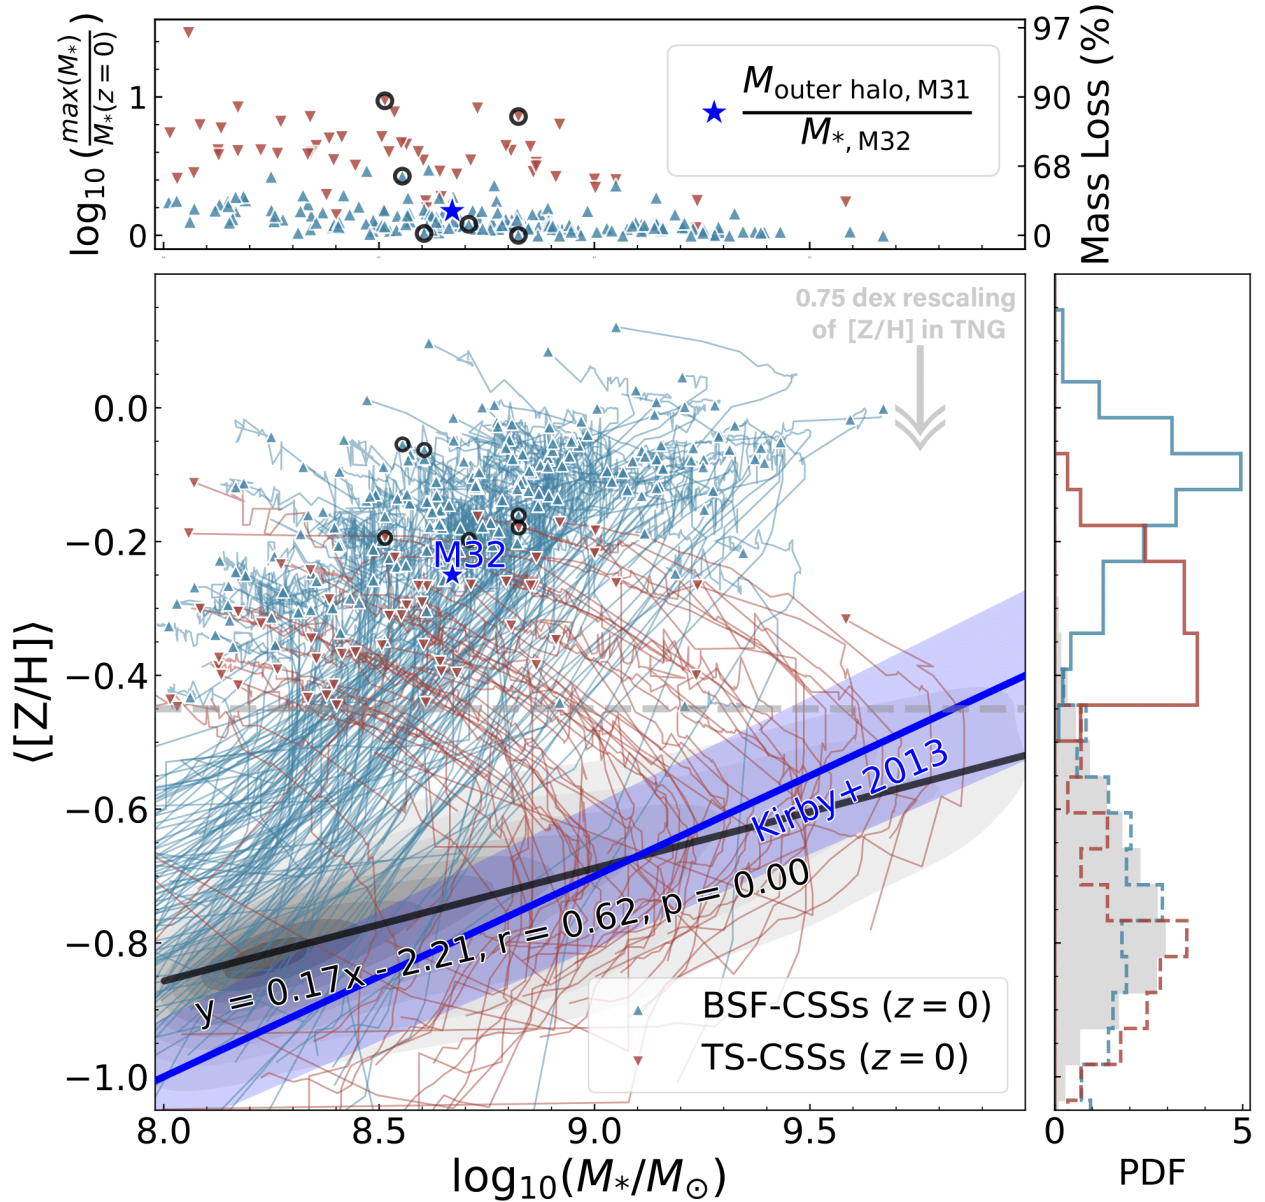 log₁₀(max(M*)/M*(z = 0))
1
0
97
90
68
0
Mass Loss (%)
M outer halo, M31
M*, M32
0.75 dex rescaling
of [Z/H] in TNG
⟨[Z/H]⟩
0.0
−0.2
−0.4
−0.6
−0.8
−1.0
M32
Kirby+2013
y = 0.17x - 2.21, r = 0.62, p = 0.00
BSF-CSSs (z = 0)
TS-CSSs (z = 0)
8.0
8.5
9.0
9.5
log₁₀(M*/M⊙)
0
5
PDF